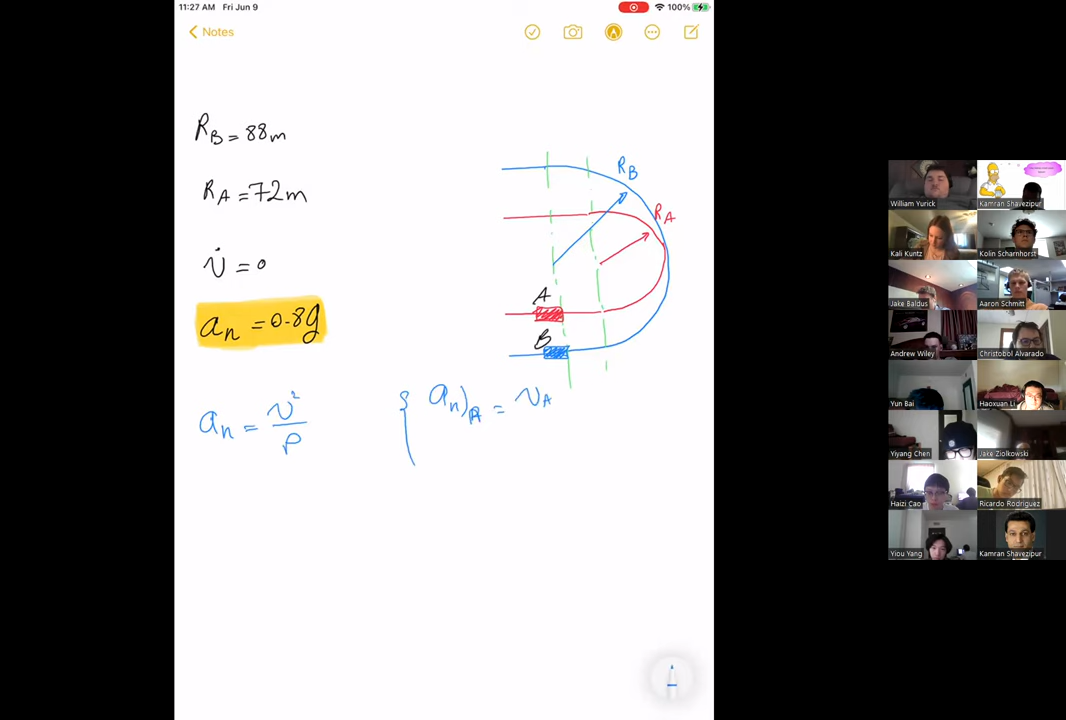 11:27 AM Fri Jun 9
100%
Notes
R_B = 88m
R_A = 72m
v̇ = 0
a_n = 0.8g
a_n = v²/ρ
a_n)_A = v_A
R_B
R_A
A
B
William Yurick
Kamran Shavezipur
Kali Kuntz
Kolin Scharnhorst
Jake Baldus
Aaron Schmitt
Andrew Wiley
Christobol Alvarado
Yun Bai
Haoxuan Li
Yiyang Chen
Jake Ziolkowski
Haizi Cao
Ricardo Rodriguez
Yiou Yang
Kamran Shavezipur